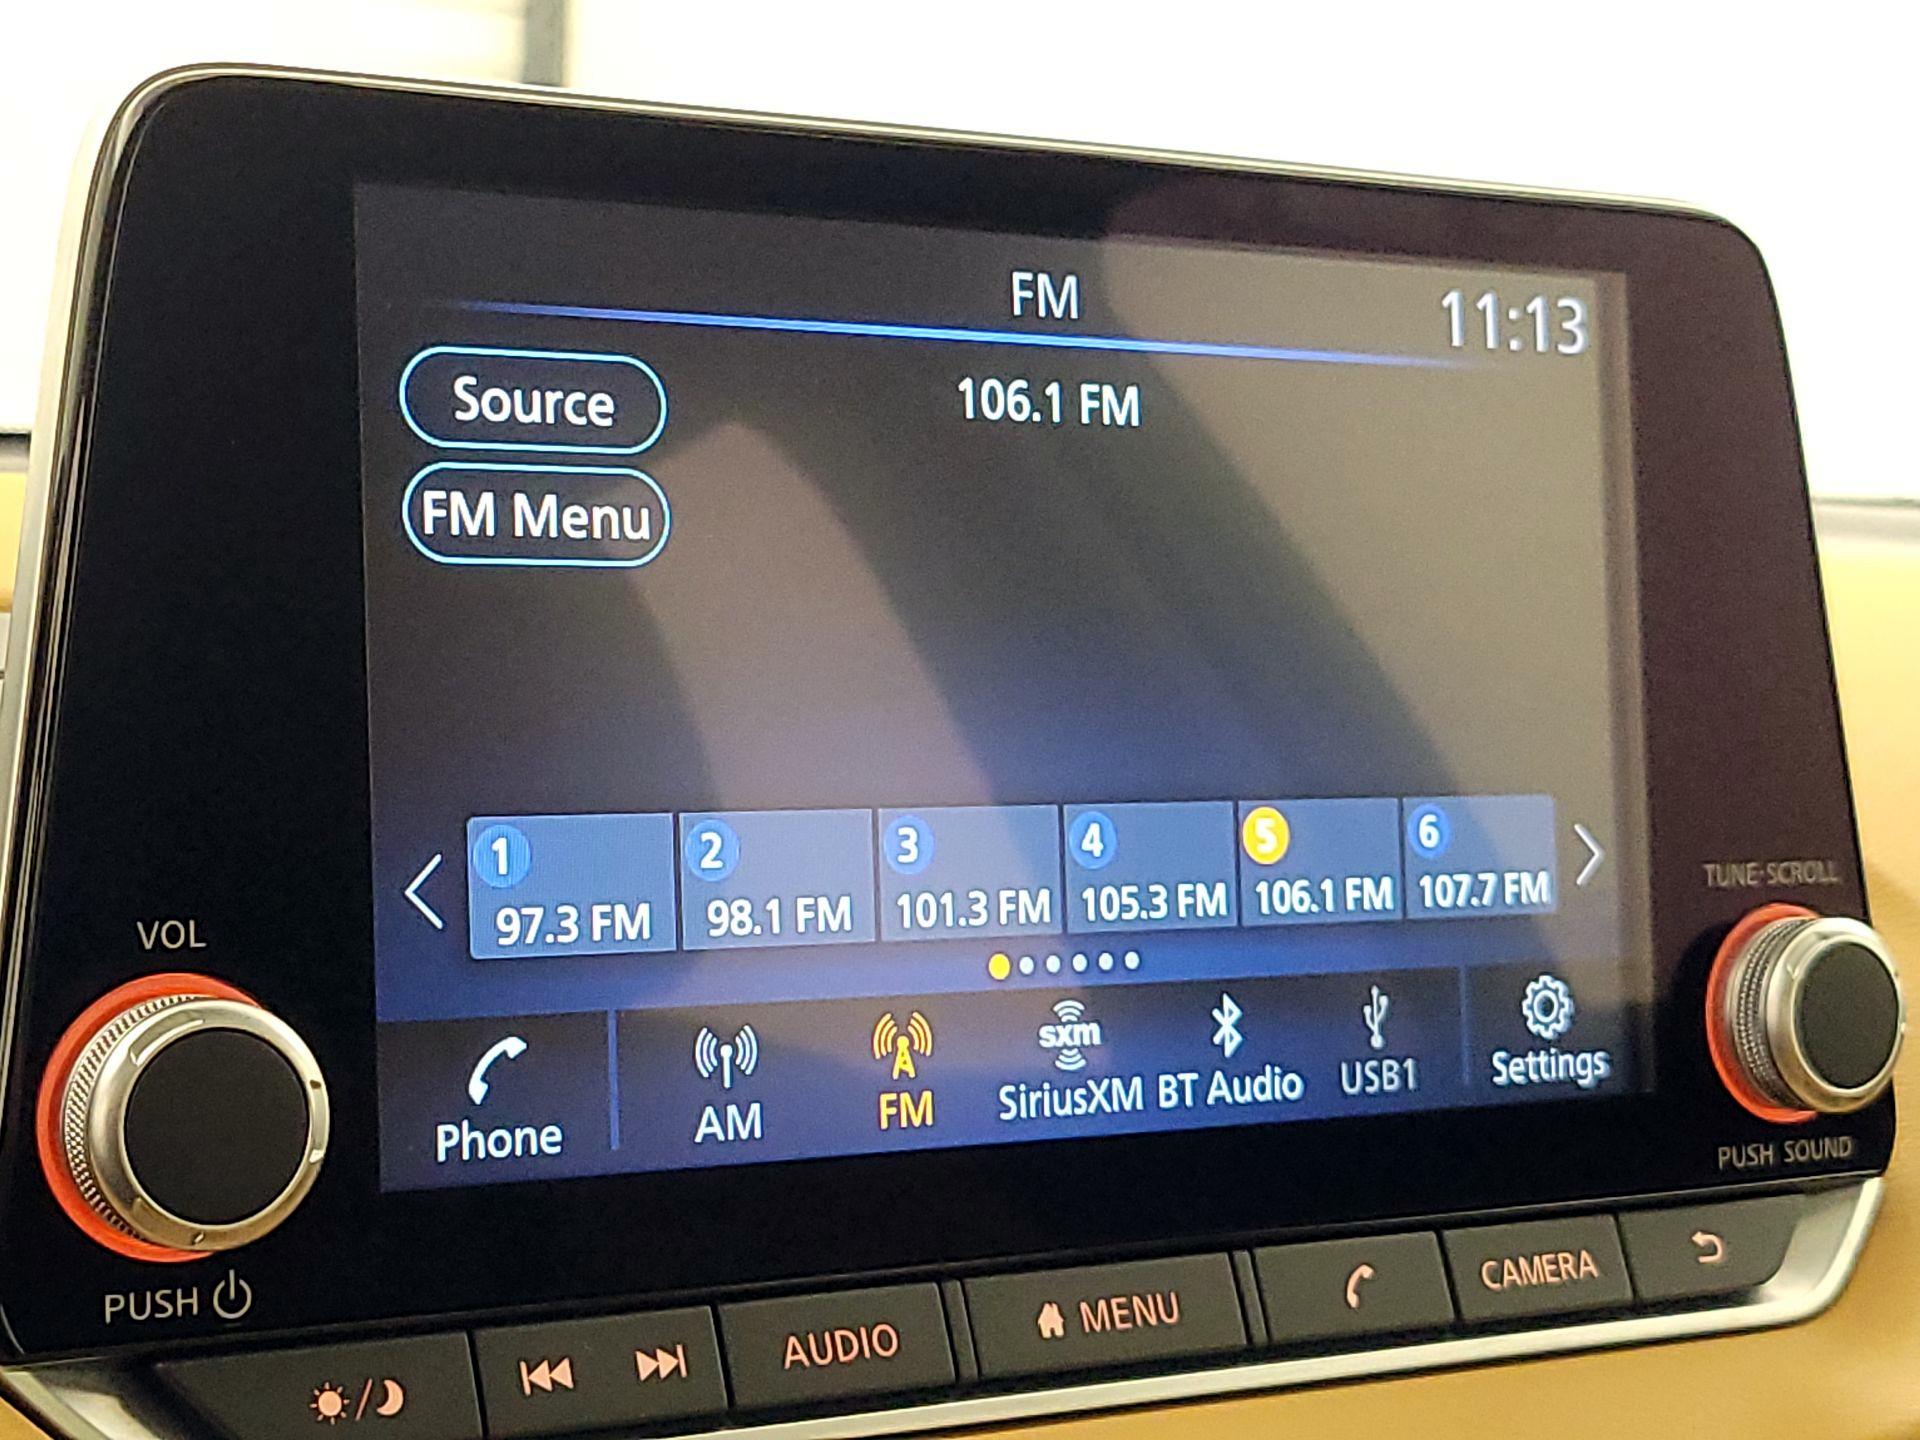 FM
11:13
Source
106.1 FM
FM Menu
1
2
3
4
5
6
97.3 FM
98.1 FM
101.3 FM
105.3 FM
106.1 FM
107.7 FM
TUNE·SCROLL
VOL
sxm
Phone
AM
FM
SiriusXM
BT Audio
USB1
Settings
PUSH SOUND
PUSH
AUDIO
MENU
CAMERA